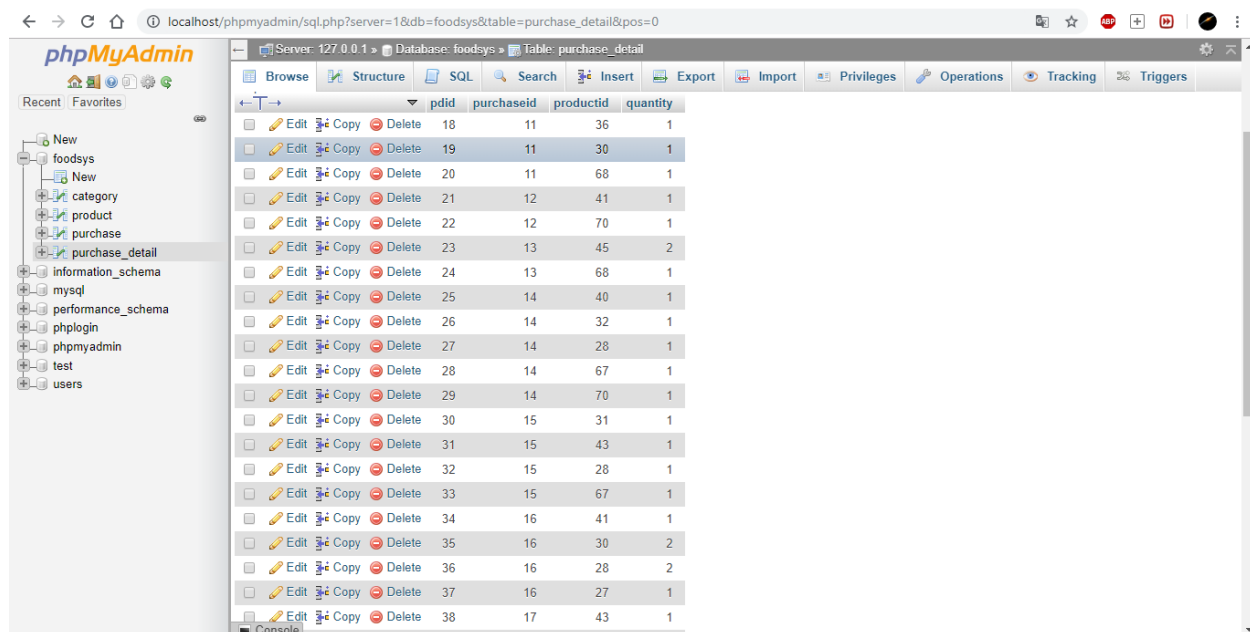 localhost/phpmyadmin/sql.php?server=1&db=foodsys&table=purchase_detail&pos=0
ABP
phpMyAdmin
Recent Favorites
New
foodsys
New
category
product
purchase
purchase_detail
information_schema
mysql
performance_schema
phplogin
phpmyadmin
test
users
Server: 127.0.0.1 » Database: foodsys » Table: purchase_detail
Browse Structure SQL Search Insert Export Import Privileges Operations Tracking Triggers
←T→ pdid purchaseid productid quantity
Edit Copy Delete 18 11 36 1
Edit Copy Delete 19 11 30 1
Edit Copy Delete 20 11 68 1
Edit Copy Delete 21 12 41 1
Edit Copy Delete 22 12 70 1
Edit Copy Delete 23 13 45 2
Edit Copy Delete 24 13 68 1
Edit Copy Delete 25 14 40 1
Edit Copy Delete 26 14 32 1
Edit Copy Delete 27 14 28 1
Edit Copy Delete 28 14 67 1
Edit Copy Delete 29 14 70 1
Edit Copy Delete 30 15 31 1
Edit Copy Delete 31 15 43 1
Edit Copy Delete 32 15 28 1
Edit Copy Delete 33 15 67 1
Edit Copy Delete 34 16 41 1
Edit Copy Delete 35 16 30 2
Edit Copy Delete 36 16 28 2
Edit Copy Delete 37 16 27 1
Edit Copy Delete 38 17 43 1
Console